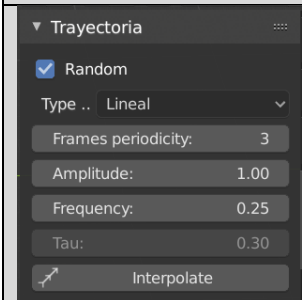 Trayectoria
Random
Type .. Lineal
Frames periodicity: 3
Amplitude: 1.00
Frequency: 0.25
Tau: 0.30
Interpolate